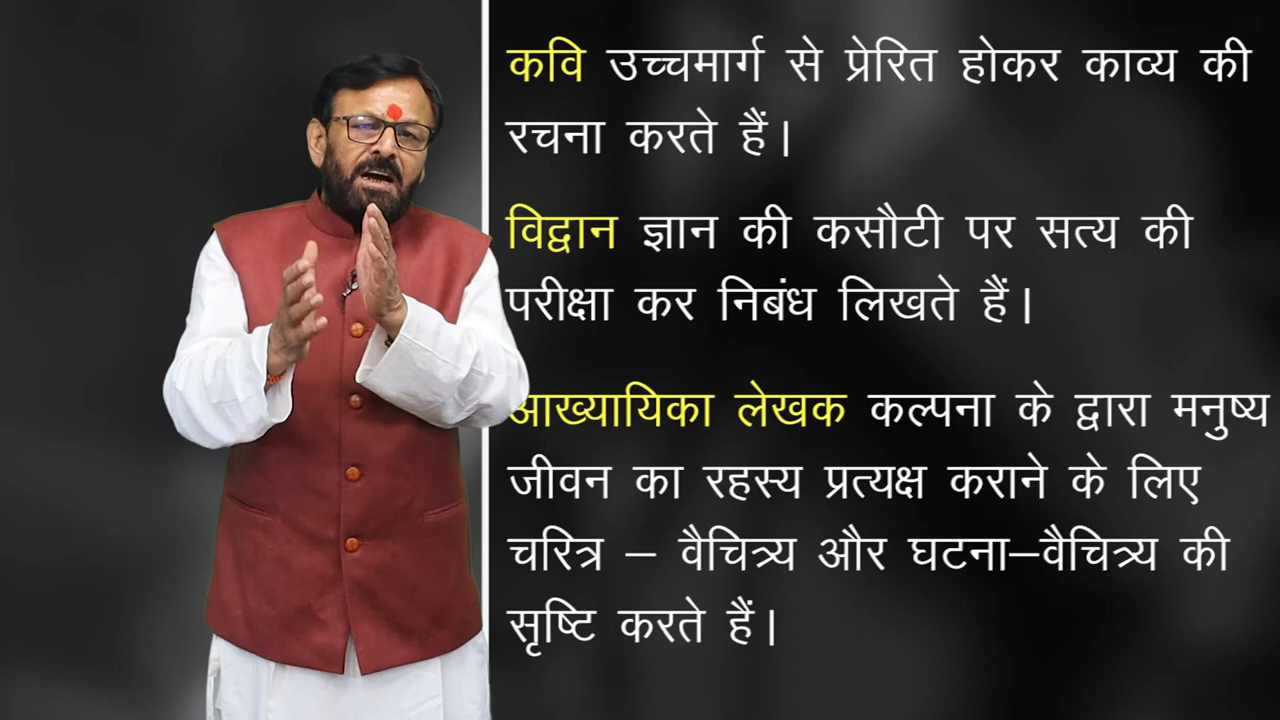 कवि उच्चमार्ग से प्रेरित होकर काव्य की
रचना करते हैं।
विद्वान ज्ञान की कसौटी पर सत्य की
परीक्षा कर निबंध लिखते हैं।
आख्यायिका लेखक कल्पना के द्वारा मनुष्य
जीवन का रहस्य प्रत्यक्ष कराने के लिए
चरित्र – वैचित्र्य और घटना–वैचित्र्य की
सृष्टि करते हैं।